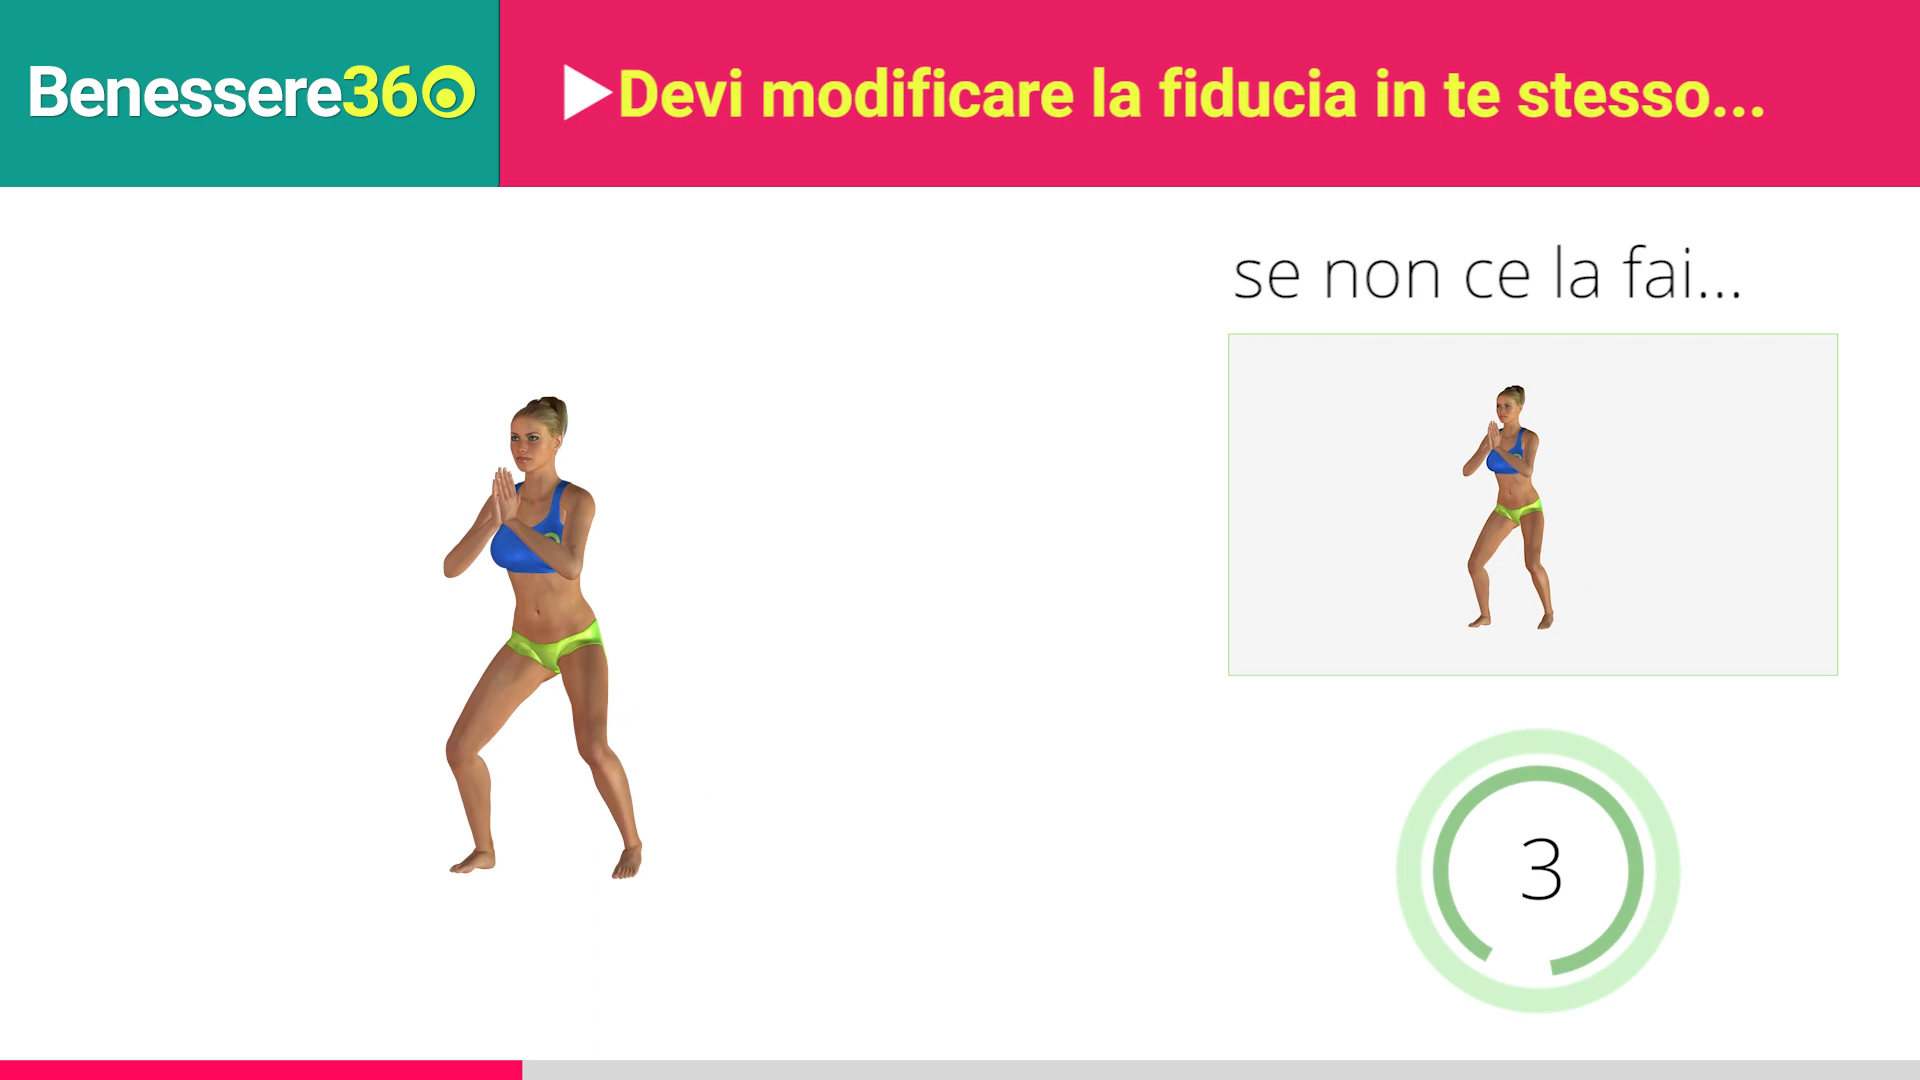 Benessere360
Devi modificare la fiducia in te stesso...
se non ce la fai...
3